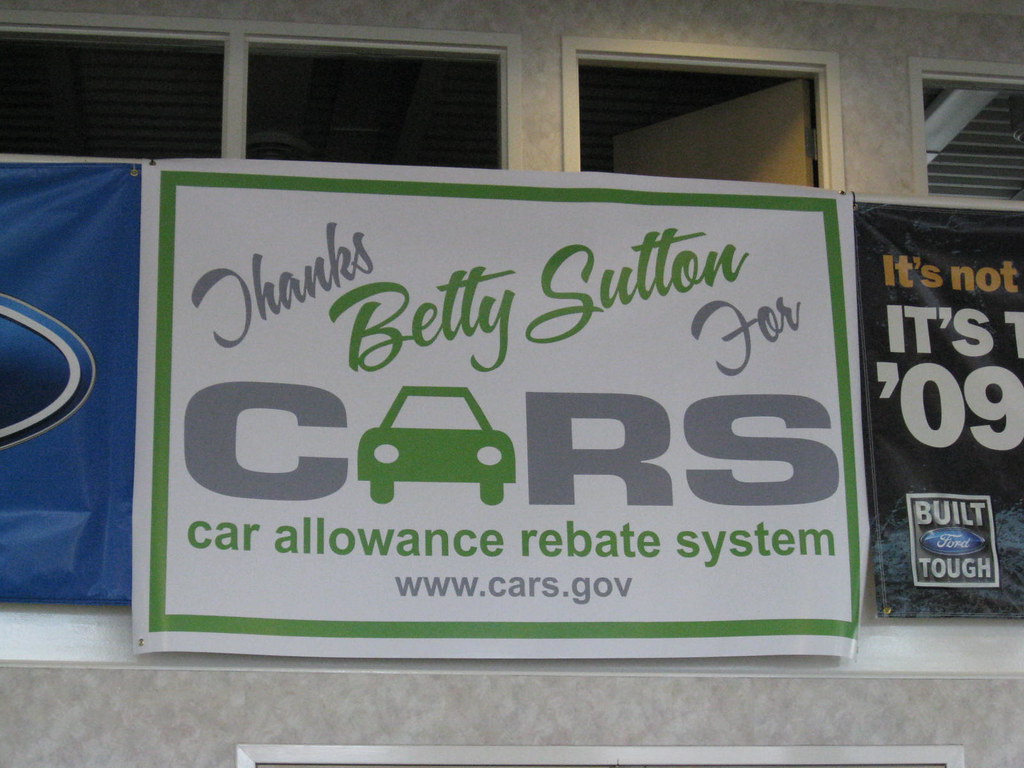 Thanks Betty Sutton For
CARS
car allowance rebate system
www.cars.gov
It's not
IT'S
'09
BUILT
Ford
TOUGH